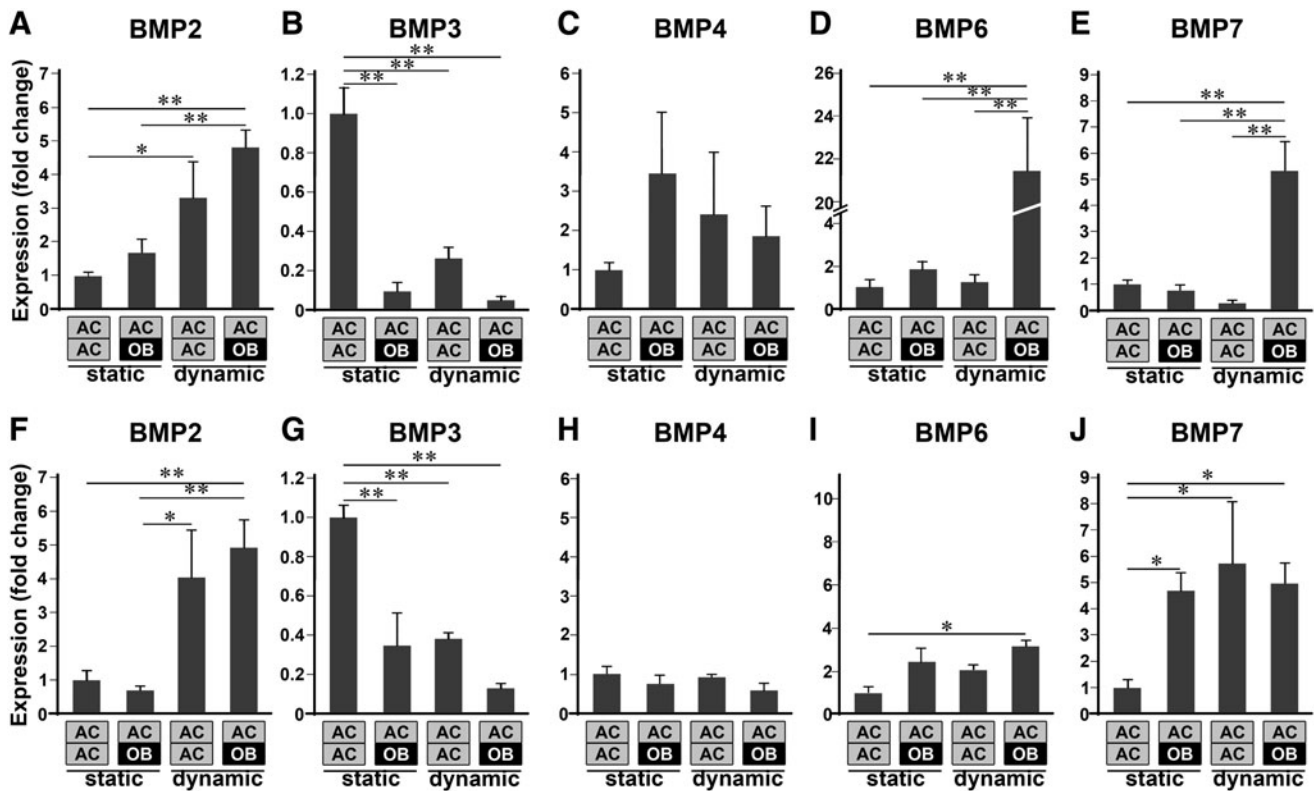 A BMP2 B BMP3 C BMP4 D BMP6 E BMP7
Expression (fold change)
7 6 5 4 3 2 1 0
** ** *
1.2 1.0 0.8 0.6 0.4 0.2 0
** ** **
6 5 4 3 2 1 0
26 24 22 20 4 2 0
** ** **
9 8 7 6 5 4 3 2 1 0
** ** **
AC AC AC AC AC AC AC AC AC AC AC AC AC AC AC AC AC AC AC AC
AC OB AC OB AC OB AC OB AC OB AC OB AC OB AC OB AC OB AC OB
static dynamic static dynamic static dynamic static dynamic static dynamic
F BMP2 G BMP3 H BMP4 I BMP6 J BMP7
Expression (fold change)
7 6 5 4 3 2 1 0
** ** *
1.2 1.0 0.8 0.6 0.4 0.2 0
** ** **
6 5 4 3 2 1 0
10 8 6 4 2 0
*
9 8 7 6 5 4 3 2 1 0
* * *
AC AC AC AC AC AC AC AC AC AC AC AC AC AC AC AC AC AC AC AC
AC OB AC OB AC OB AC OB AC OB AC OB AC OB AC OB AC OB AC OB
static dynamic static dynamic static dynamic static dynamic static dynamic